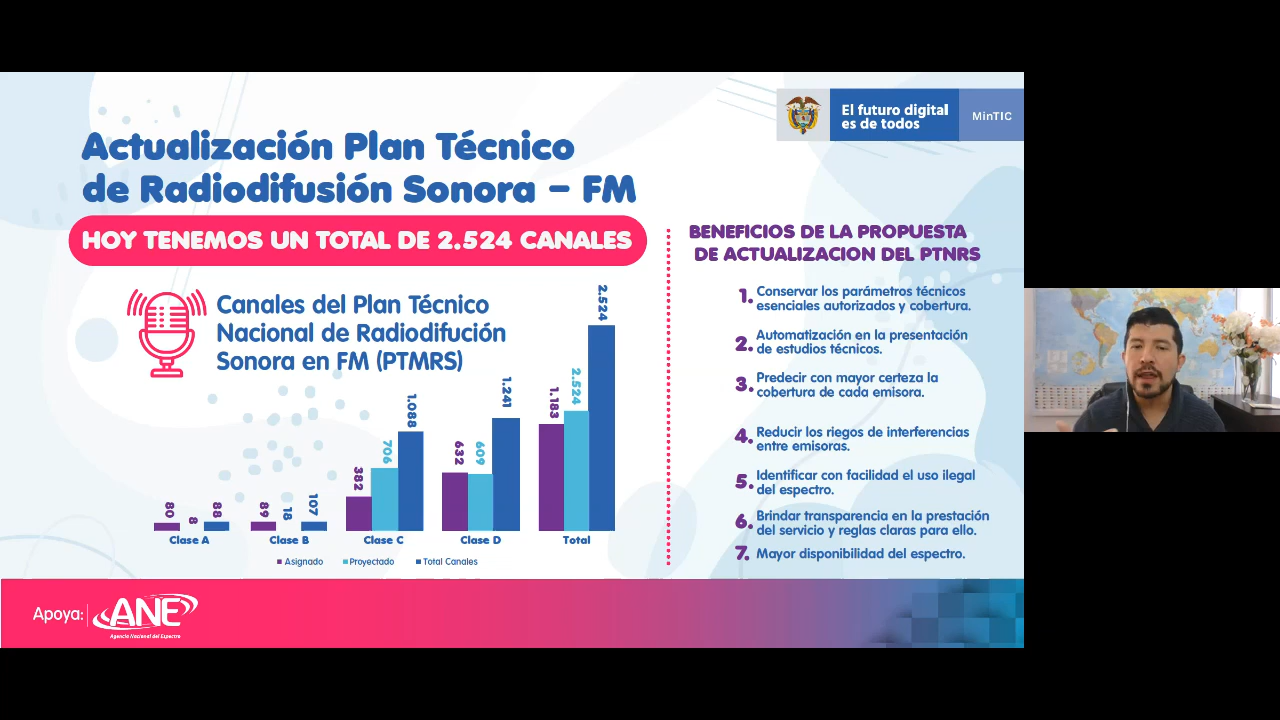 El futuro digital
es de todos
MinTIC
Actualización Plan Técnico
de Radiodifusión Sonora – FM
HOY TENEMOS UN TOTAL DE 2.524 CANALES
Canales del Plan Técnico
Nacional de Radiodifución
Sonora en FM (PTMRS)
80
8
88
89
18
107
382
706
1.088
632
609
1.241
1.183
2.524
2.524
Clase A
Clase B
Clase C
Clase D
Total
Asignado
Proyectado
Total Canales
BENEFICIOS DE LA PROPUESTA
DE ACTUALIZACION DEL PTNRS
1. Conservar los parámetros técnicos
esenciales autorizados y cobertura.
2. Automatización en la presentación
de estudios técnicos.
3. Predecir con mayor certeza la
cobertura de cada emisora.
4. Reducir los riegos de interferencias
entre emisoras.
5. Identificar con facilidad el uso ilegal
del espectro.
6. Brindar transparencia en la prestación
del servicio y reglas claras para ello.
7. Mayor disponibilidad del espectro.
Apoya:
ANE
Agencia Nacional del Espectro